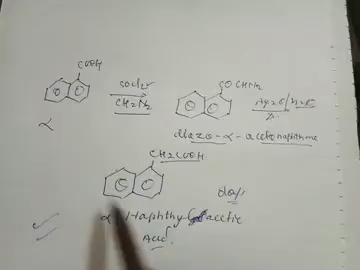 COOH
SOCl2
CH2N2
COCHN2
Ag2O/H2O
Δ
α
diazo-α-acetonaphthone
CH2COOH
α-Naphthyl acetic
Acid